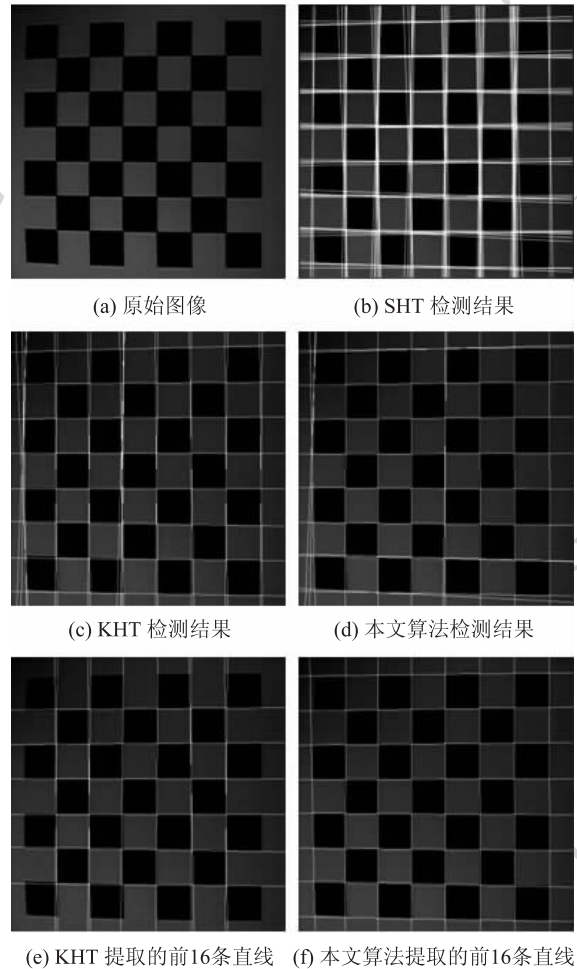 (a) 原始图像
(b) SHT 检测结果
(c) KHT 检测结果
(d) 本文算法检测结果
(e) KHT 提取的前16条直线
(f) 本文算法提取的前16条直线